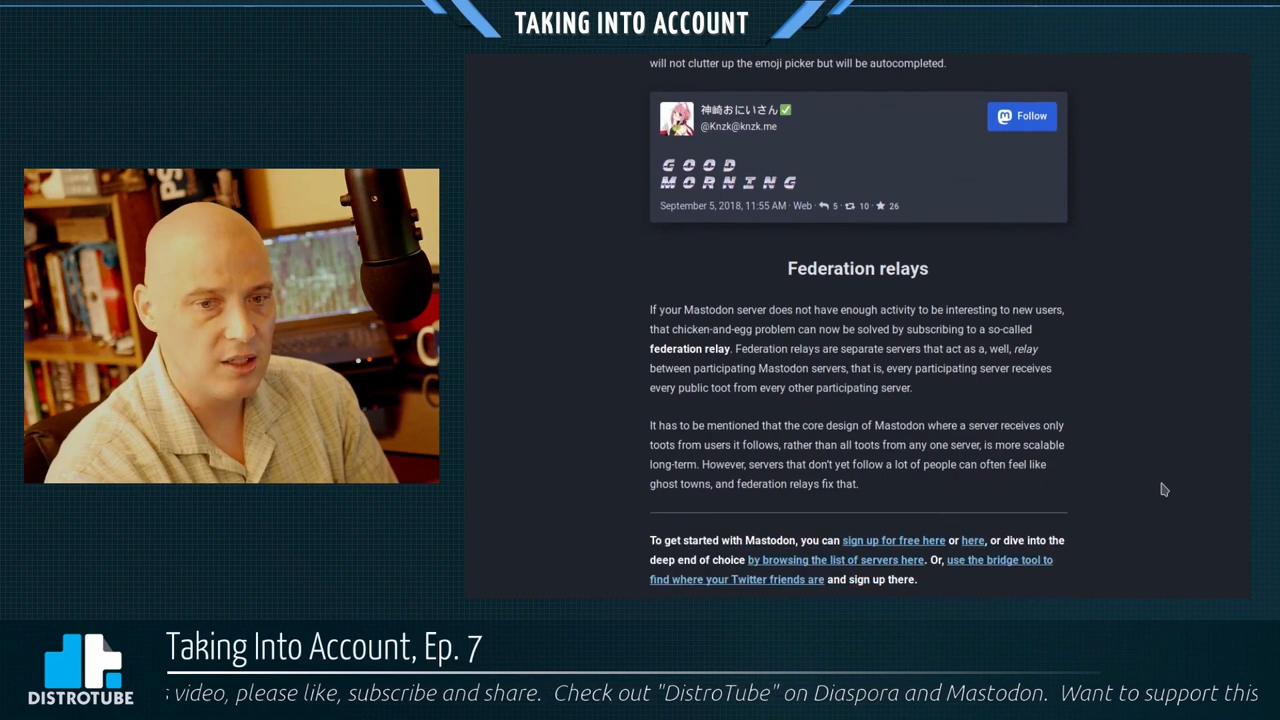 TAKING INTO ACCOUNT
will not clutter up the emoji picker but will be autocompleted.
神崎おにいさん✅
@Knzk@knzk.me
Follow
GOOD
MORNING
September 5, 2018, 11:55 AM · Web · 5 · 10 · 26
Federation relays
If your Mastodon server does not have enough activity to be interesting to new users,
that chicken-and-egg problem can now be solved by subscribing to a so-called
federation relay. Federation relays are separate servers that act as a, well, relay
between participating Mastodon servers, that is, every participating server receives
every public toot from every other participating server.
It has to be mentioned that the core design of Mastodon where a server receives only
toots from users it follows, rather than all toots from any one server, is more scalable
long-term. However, servers that don't yet follow a lot of people can often feel like
ghost towns, and federation relays fix that.
To get started with Mastodon, you can sign up for free here or here, or dive into the
deep end of choice by browsing the list of servers here. Or, use the bridge tool to
find where your Twitter friends are and sign up there.
Taking Into Account, Ep. 7
DISTROTUBE
video, please like, subscribe and share. Check out "DistroTube" on Diaspora and Mastodon. Want to support this